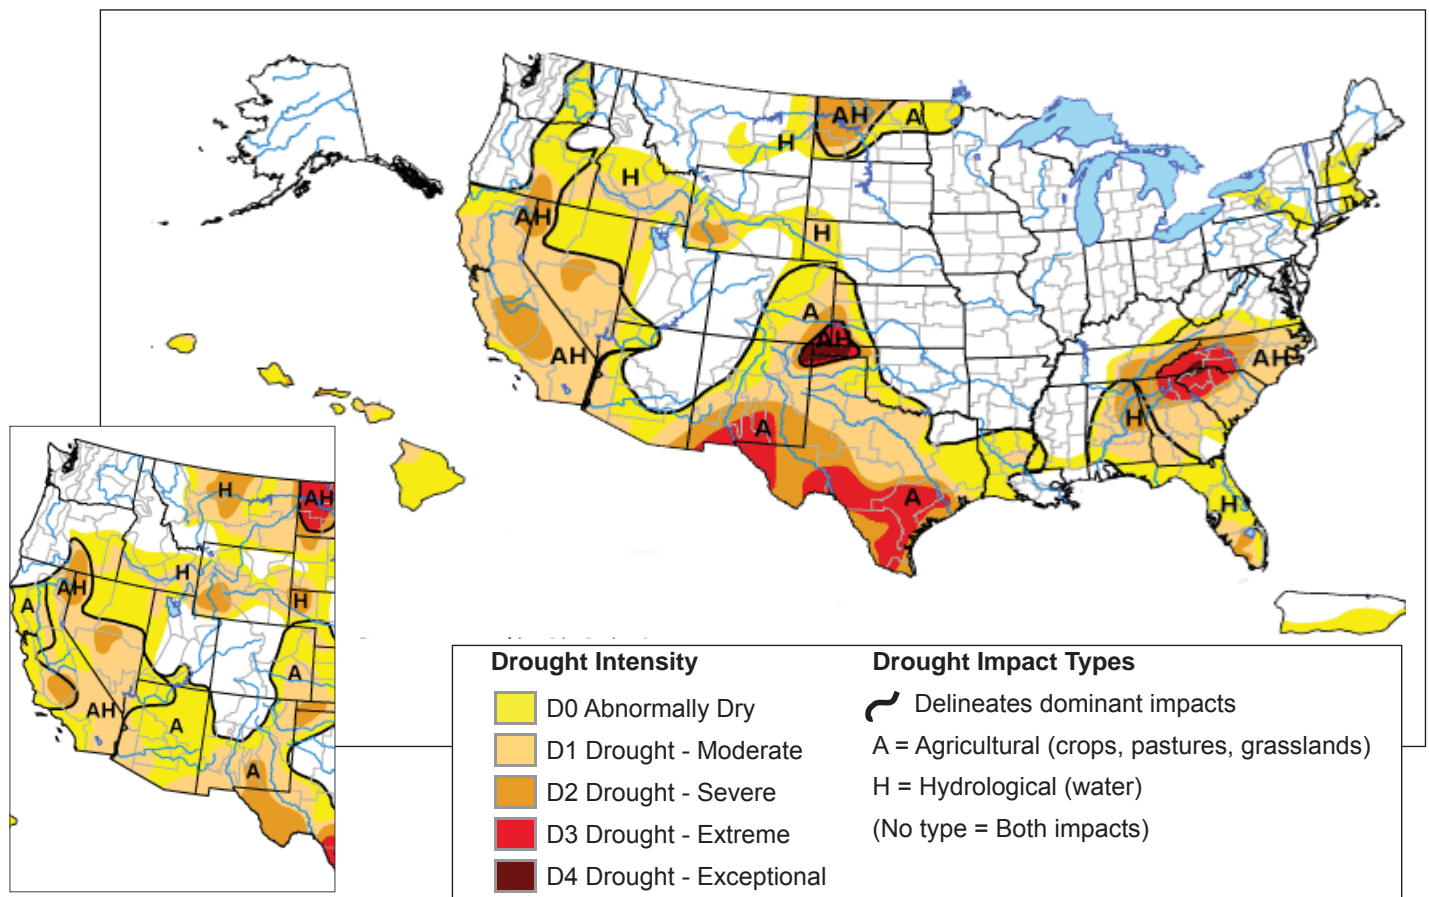 AH
A
H
H
AH
H
A
AH
AH
AH
A
H
A
H
H
AH
A
H
AH
H
A
AH
A
A
Drought Intensity
D0 Abnormally Dry
D1 Drought - Moderate
D2 Drought - Severe
D3 Drought - Extreme
D4 Drought - Exceptional
Drought Impact Types
Delineates dominant impacts
A = Agricultural (crops, pastures, grasslands)
H = Hydrological (water)
(No type = Both impacts)